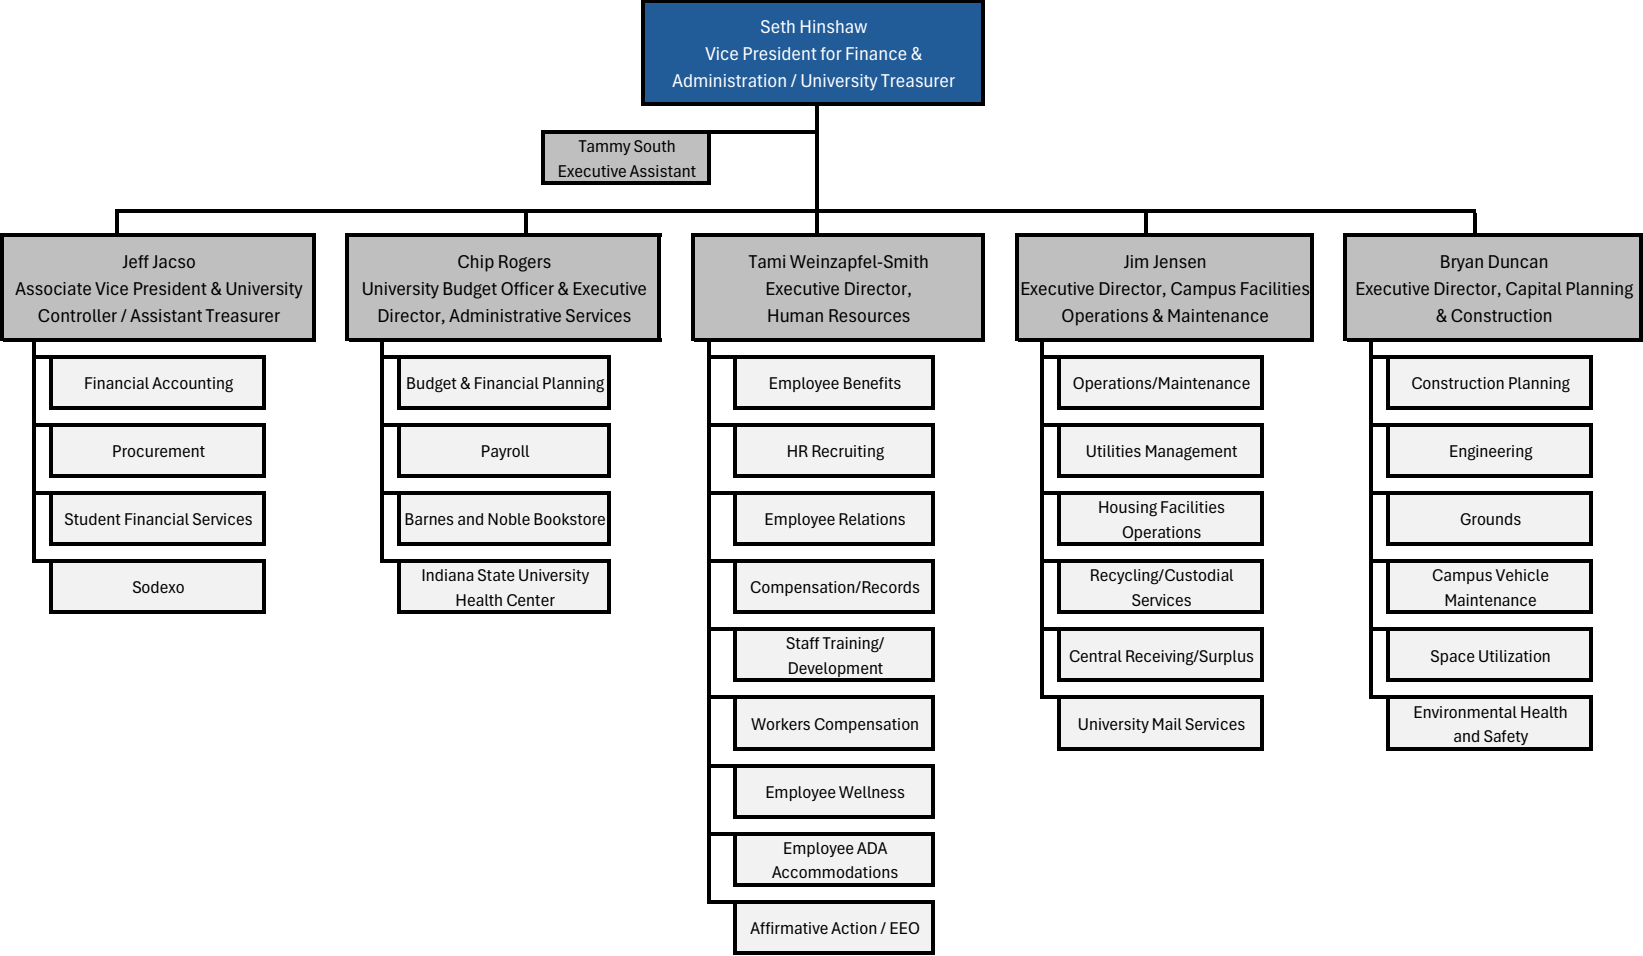 Seth Hinshaw
Vice President for Finance &
Administration / University Treasurer
Tammy South
Executive Assistant
Jeff Jacso
Associate Vice President & University
Controller / Assistant Treasurer
Financial Accounting
Procurement
Student Financial Services
Sodexo
Chip Rogers
University Budget Officer & Executive
Director, Administrative Services
Budget & Financial Planning
Payroll
Barnes and Noble Bookstore
Indiana State University
Health Center
Tami Weinzapfel-Smith
Executive Director,
Human Resources
Employee Benefits
HR Recruiting
Employee Relations
Compensation/Records
Staff Training/
Development
Workers Compensation
Employee Wellness
Employee ADA
Accommodations
Affirmative Action / EEO
Jim Jensen
Executive Director, Campus Facilities
Operations & Maintenance
Operations/Maintenance
Utilities Management
Housing Facilities
Operations
Recycling/Custodial
Services
Central Receiving/Surplus
University Mail Services
Bryan Duncan
Executive Director, Capital Planning
& Construction
Construction Planning
Engineering
Grounds
Campus Vehicle
Maintenance
Space Utilization
Environmental Health
and Safety